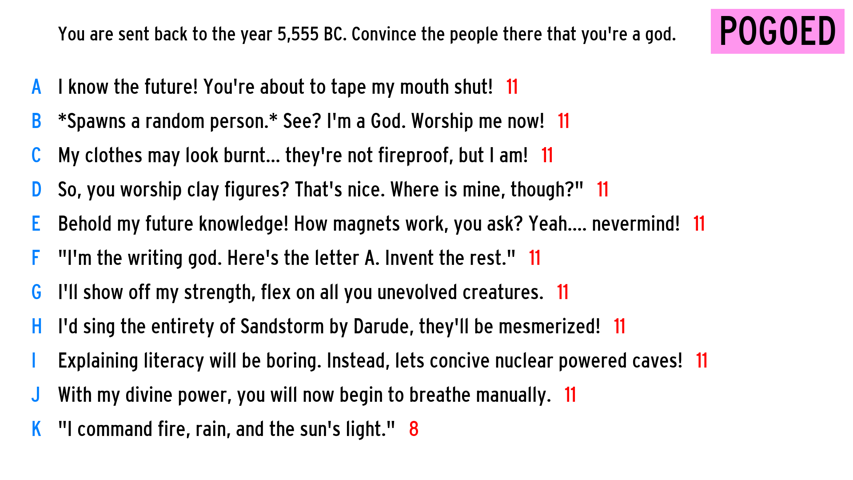 You are sent back to the year 5,555 BC. Convince the people there that you're a god. POGOED
A I know the future! You're about to tape my mouth shut! 11
B *Spawns a random person.* See? I'm a God. Worship me now! 11
C My clothes may look burnt... they're not fireproof, but I am! 11
D So, you worship clay figures? That's nice. Where is mine, though?" 11
E Behold my future knowledge! How magnets work, you ask? Yeah.... nevermind! 11
F "I'm the writing god. Here's the letter A. Invent the rest." 11
G I'll show off my strength, flex on all you unevolved creatures. 11
H I'd sing the entirety of Sandstorm by Darude, they'll be mesmerized! 11
I Explaining literacy will be boring. Instead, lets concive nuclear powered caves! 11
J With my divine power, you will now begin to breathe manually. 11
K "I command fire, rain, and the sun's light." 8